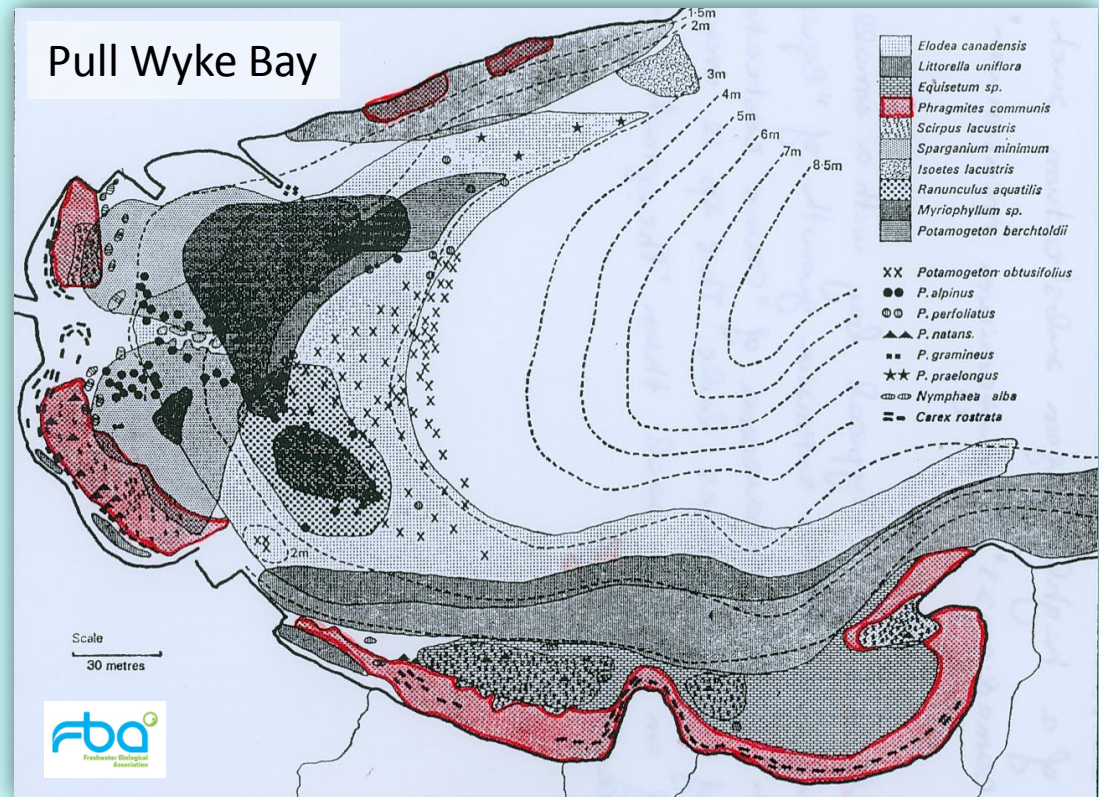 Pull Wyke Bay
1·5m
2m
3m
4m
5m
6m
7m
8·5m
2m
Elodea canadensis
Littorella uniflora
Equisetum sp.
Phragmites communis
Scirpus lacustris
Sparganium minimum
Isoetes lacustris
Ranunculus aquatilis
Myriophyllum sp.
Potamogeton berchtoldii
Potamogeton obtusifolius
P. alpinus
P. perfoliatus
P. natans.
P. gramineus
P. praelongus
Nymphaea alba
Carex rostrata
Scale
30 metres
fba
Freshwater Biological
Association